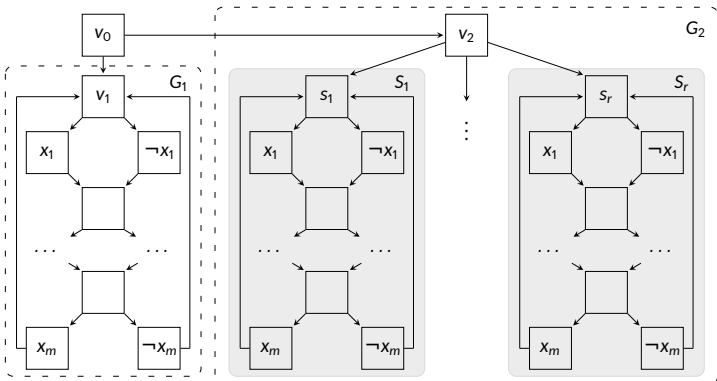 v₀ v₂ G₂
G₁ S₁ Sᵣ
v₁ s₁ ⋮ sᵣ
x₁ ¬x₁ x₁ ¬x₁ x₁ ¬x₁
... ... ... ... ... ...
xₘ ¬xₘ xₘ ¬xₘ xₘ ¬xₘ